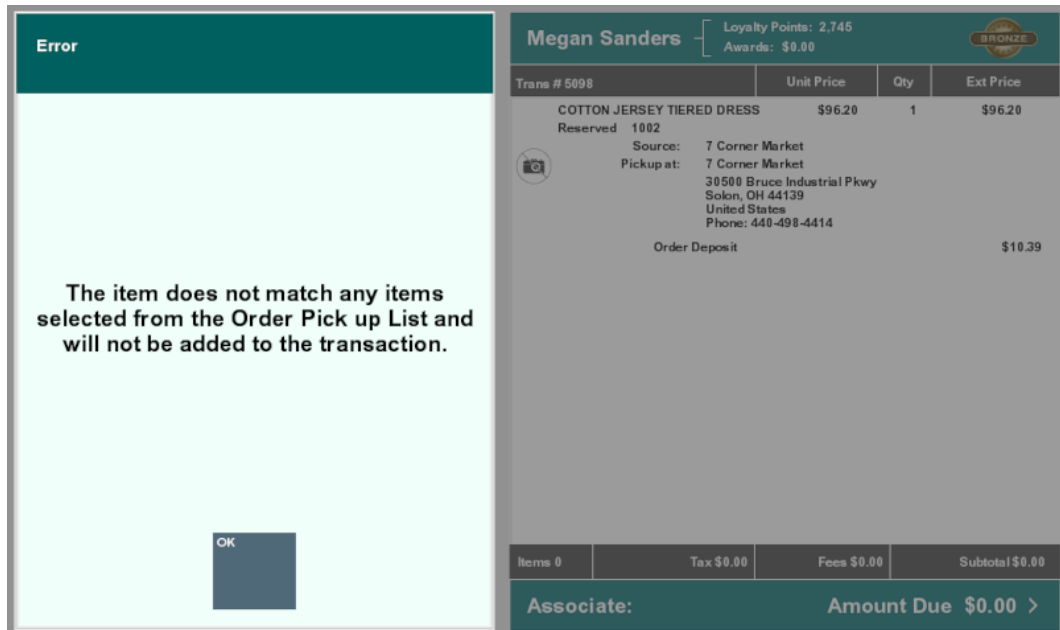 Error
The item does not match any items
selected from the Order Pick up List and
will not be added to the transaction.
OK
Megan Sanders
Loyalty Points: 2,745
Awards: $0.00
BRONZE
Trans # 5098 Unit Price Qty Ext Price
COTTON JERSEY TIERED DRESS $96.20 1 $96.20
Reserved 1002
Source: 7 Corner Market
Pickup at: 7 Corner Market
30500 Bruce Industrial Pkwy
Solon, OH 44139
United States
Phone: 440-498-4414
Order Deposit $10.39
Items 0 Tax $0.00 Fees $0.00 Subtotal $0.00
Associate: Amount Due $0.00 >